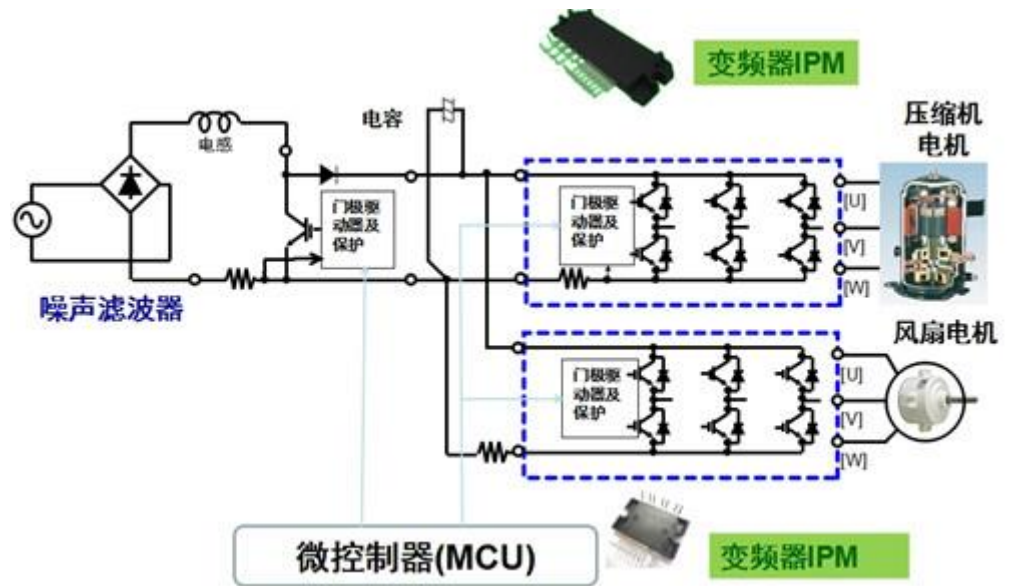 变频器IPM
电容
压缩机
电机
电感
门极驱
动器及
保护
门极驱
动器及
保护
[U]
[V]
[W]
噪声滤波器
风扇电机
门极驱
动器及
保护
[U]
[V]
[W]
微控制器(MCU)
变频器IPM